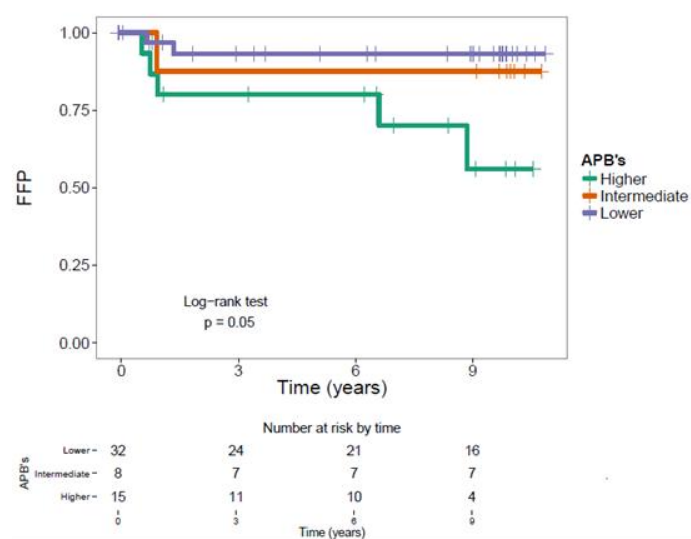 1.00
0.75
0.50
0.25
0.00
FFP
Log-rank test
p = 0.05
0 3 6 9
Time (years)
APB's
Higher
Intermediate
Lower
Number at risk by time
APB's
Lower 32 24 21 16
Intermediate 8 7 7 7
Higher 15 11 10 4
0 3 6 9
Time (years)